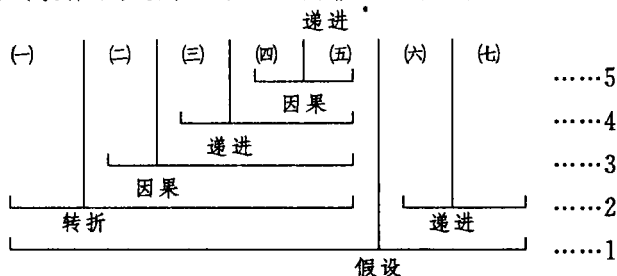 递进
㈠ ㈡ ㈢ ㈣ ㈤ ㈥ ㈦
……5
因果
……4
递进
……3
因果
……2
转折 递进
……1
假设